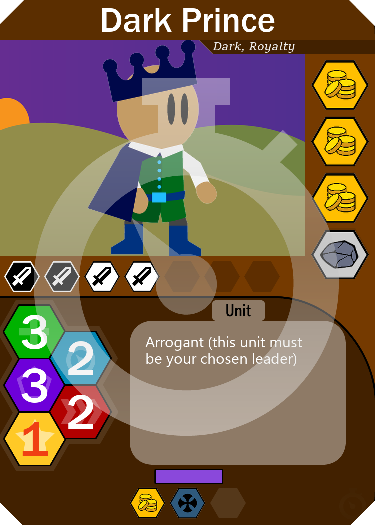 Dark Prince
Dark, Royalty
Unit
3
2
3
2
1
Arrogant (this unit must
be your chosen leader)